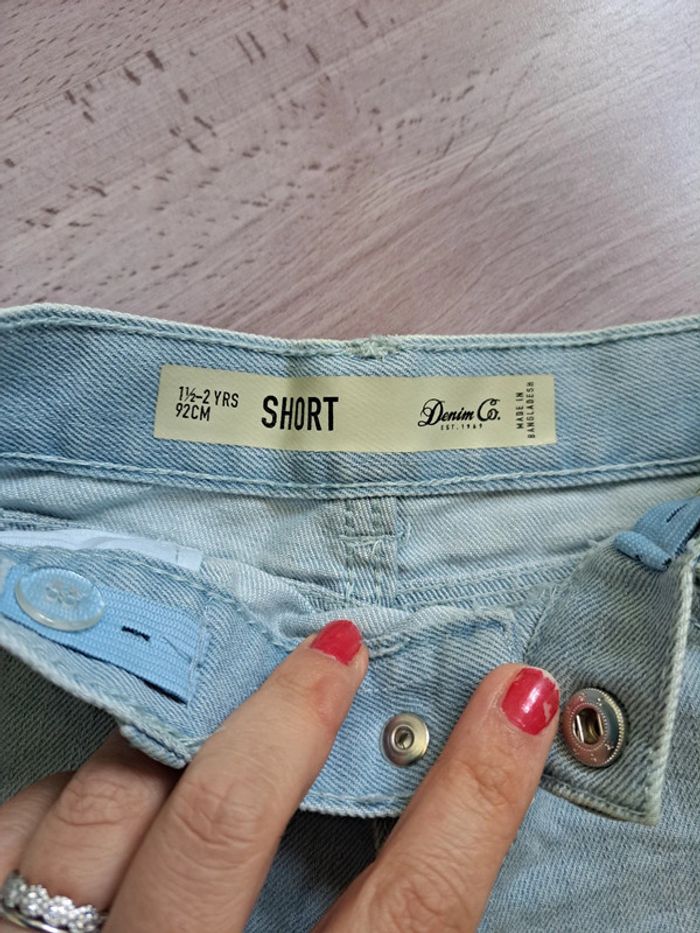 1½-2 YRS
92CM
SHORT
Denim Co.
EST. 1969
MADE IN
BANGLADESH